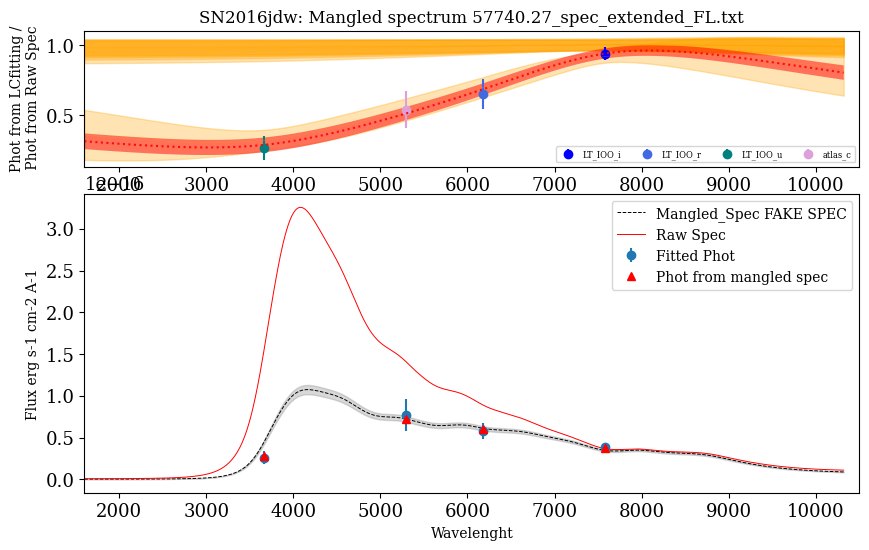 SN2016jdw: Mangled spectrum 57740.27_spec_extended_FL.txt
Phot from LCfitting /
Phot from Raw Spec
1.0
0.5
LT_IOO_i LT_IOO_r LT_IOO_u atlas_c
2000 3000 4000 5000 6000 7000 8000 9000 10000
1e−16
Flux erg s-1 cm-2 A-1
3.0
2.5
2.0
1.5
1.0
0.5
0.0
Mangled_Spec FAKE SPEC
Raw Spec
Fitted Phot
Phot from mangled spec
2000 3000 4000 5000 6000 7000 8000 9000 10000
Wavelenght